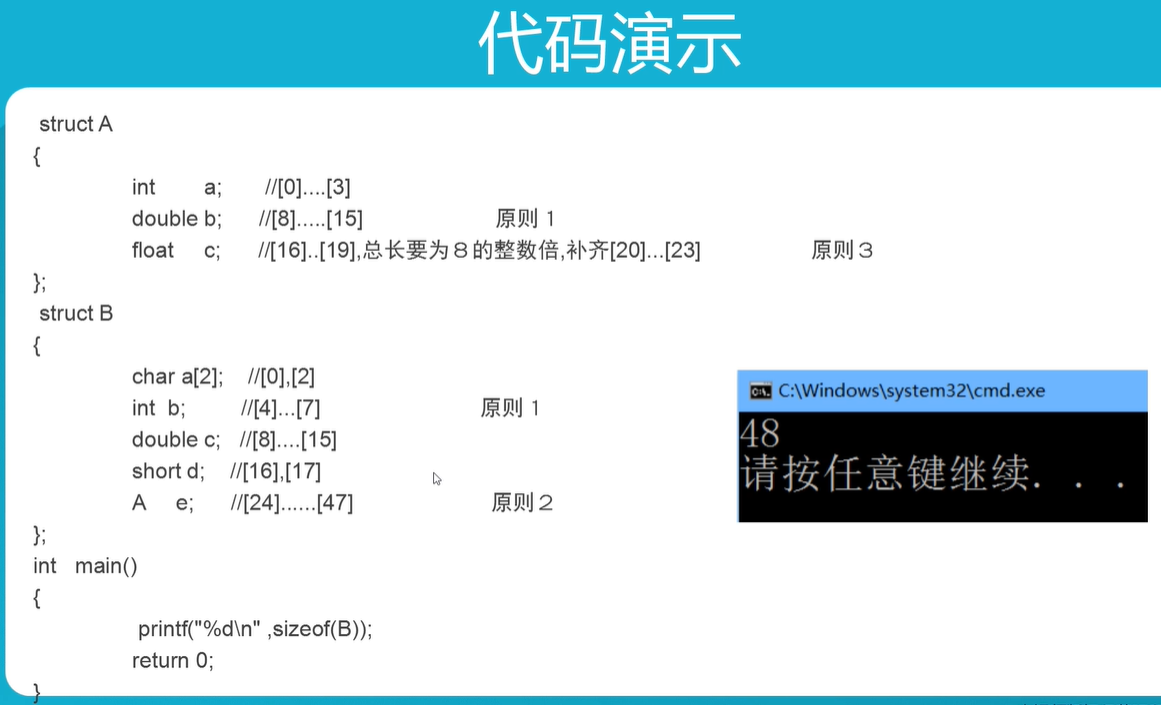 代码演示
struct A
{
int a; //[0]....[3]
double b; //[8].....[15] 原则 1
float c; //[16]..[19],总长要为８的整数倍,补齐[20]...[23] 原则３
};
struct B
{
char a[2]; //[0],[2]
int b; //[4]...[7] 原则 1
double c; //[8]....[15]
short d; //[16],[17]
A e; //[24]......[47] 原则２
};
int main()
{
printf("%d\n" ,sizeof(B));
return 0;
}
C:\Windows\system32\cmd.exe
48
请按任意键继续. . .